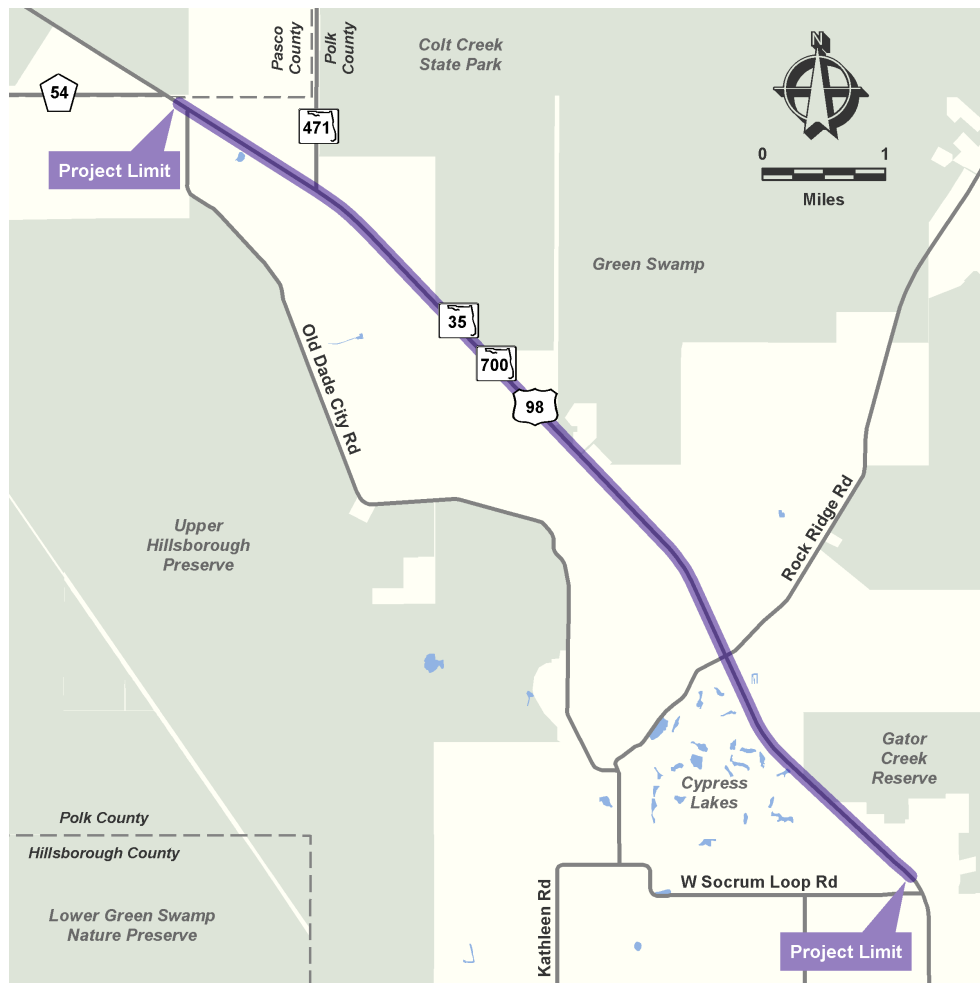 Pasco
County
Polk
County
Colt Creek
State Park
N
54
471
0 1
Miles
Project Limit
Green Swamp
35
700
98
Old Dade City Rd
Rock Ridge Rd
Upper
Hillsborough
Preserve
Gator
Creek
Reserve
Cypress
Lakes
Polk County
Hillsborough County
W Socrum Loop Rd
Kathleen Rd
Lower Green Swamp
Nature Preserve
Project Limit